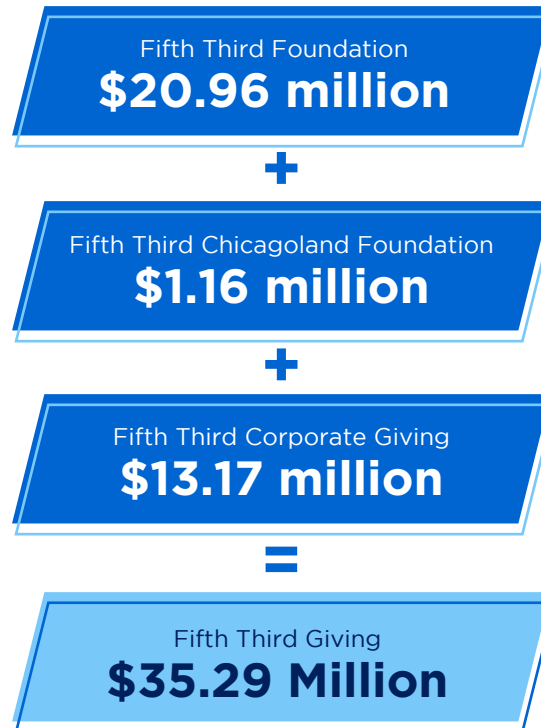 Fifth Third Foundation
$20.96 million
+
Fifth Third Chicagoland Foundation
$1.16 million
+
Fifth Third Corporate Giving
$13.17 million
=
Fifth Third Giving
$35.29 Million